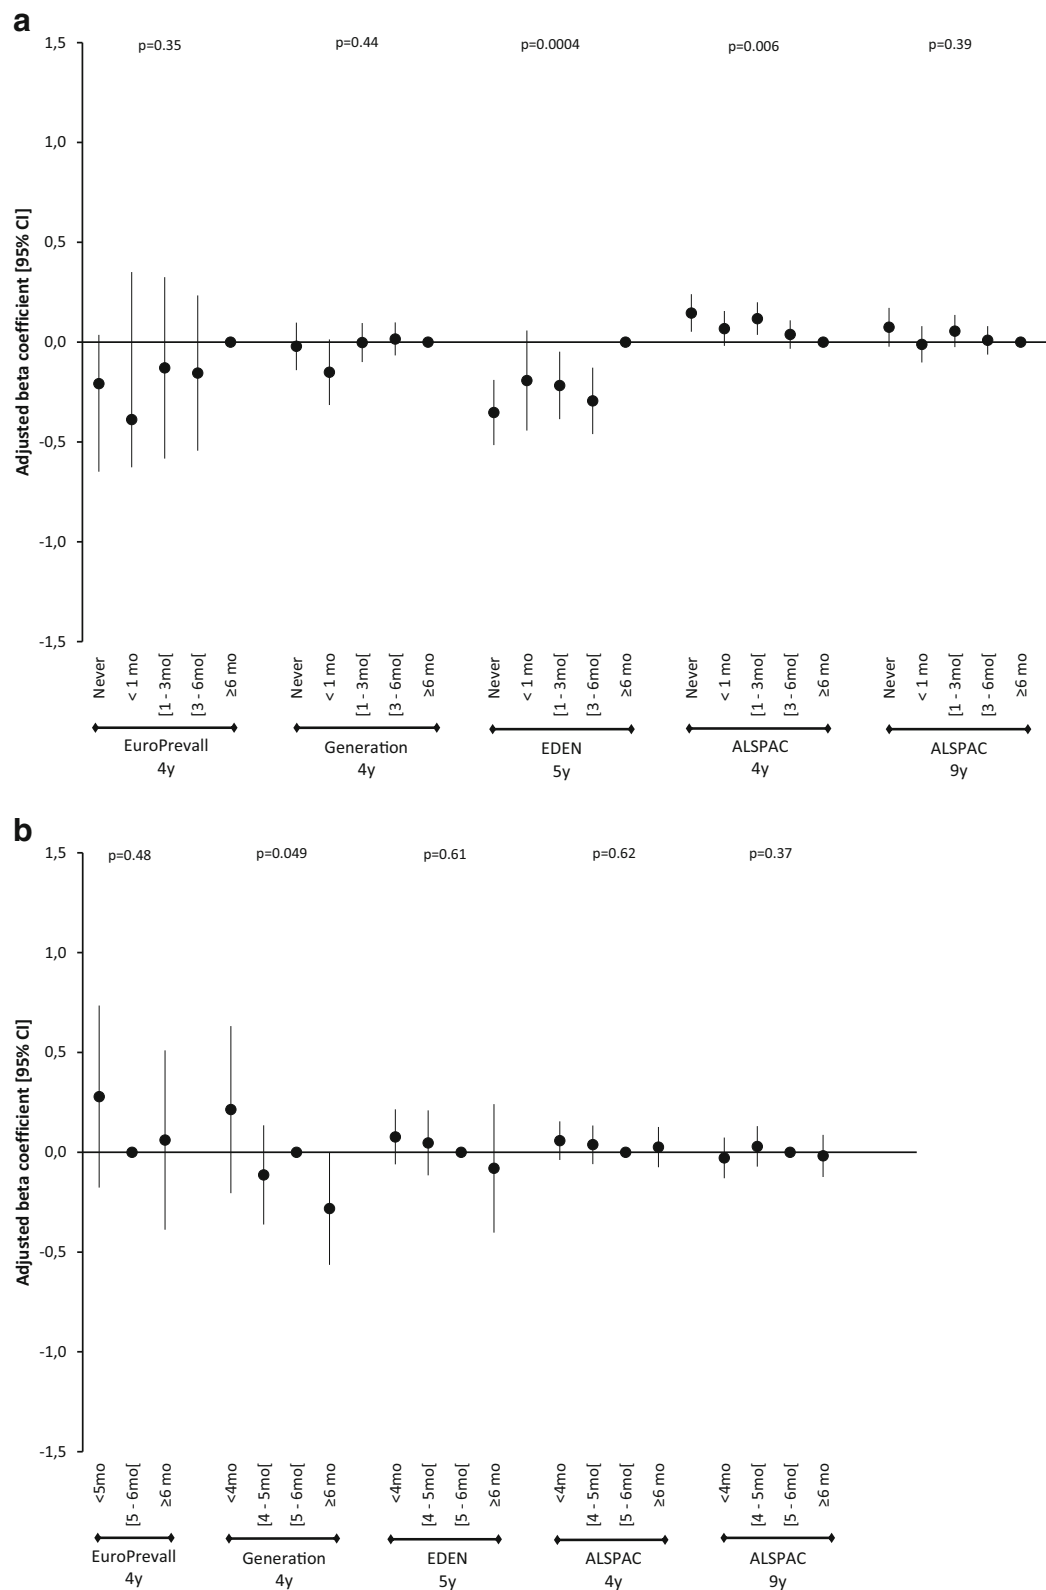 a
p=0.35 p=0.44 p=0.0004 p=0.006 p=0.39
1,5
1,0
0,5
0,0
-0,5
-1,0
-1,5
Adjusted beta coefficient [95% CI]
Never < 1 mo [1 - 3mo[ [3 - 6mo[ ≥6 mo Never < 1 mo [1 - 3mo[ [3 - 6mo[ ≥6 mo Never < 1 mo [1 - 3mo[ [3 - 6mo[ ≥6 mo Never < 1 mo [1 - 3mo[ [3 - 6mo[ ≥6 mo Never < 1 mo [1 - 3mo[ [3 - 6mo[ ≥6 mo
EuroPrevall Generation EDEN ALSPAC ALSPAC
4y 4y 5y 4y 9y
b
p=0.48 p=0.049 p=0.61 p=0.62 p=0.37
1,5
1,0
0,5
0,0
-0,5
-1,0
-1,5
Adjusted beta coefficient [95% CI]
<5mo [5 - 6mo[ ≥6 mo <4mo [4 - 5mo[ [5 - 6mo[ ≥6 mo <4mo [4 - 5mo[ [5 - 6mo[ ≥6 mo <4mo [4 - 5mo[ [5 - 6mo[ ≥6 mo <4mo [4 - 5mo[ [5 - 6mo[ ≥6 mo
EuroPrevall Generation EDEN ALSPAC ALSPAC
4y 4y 5y 4y 9y